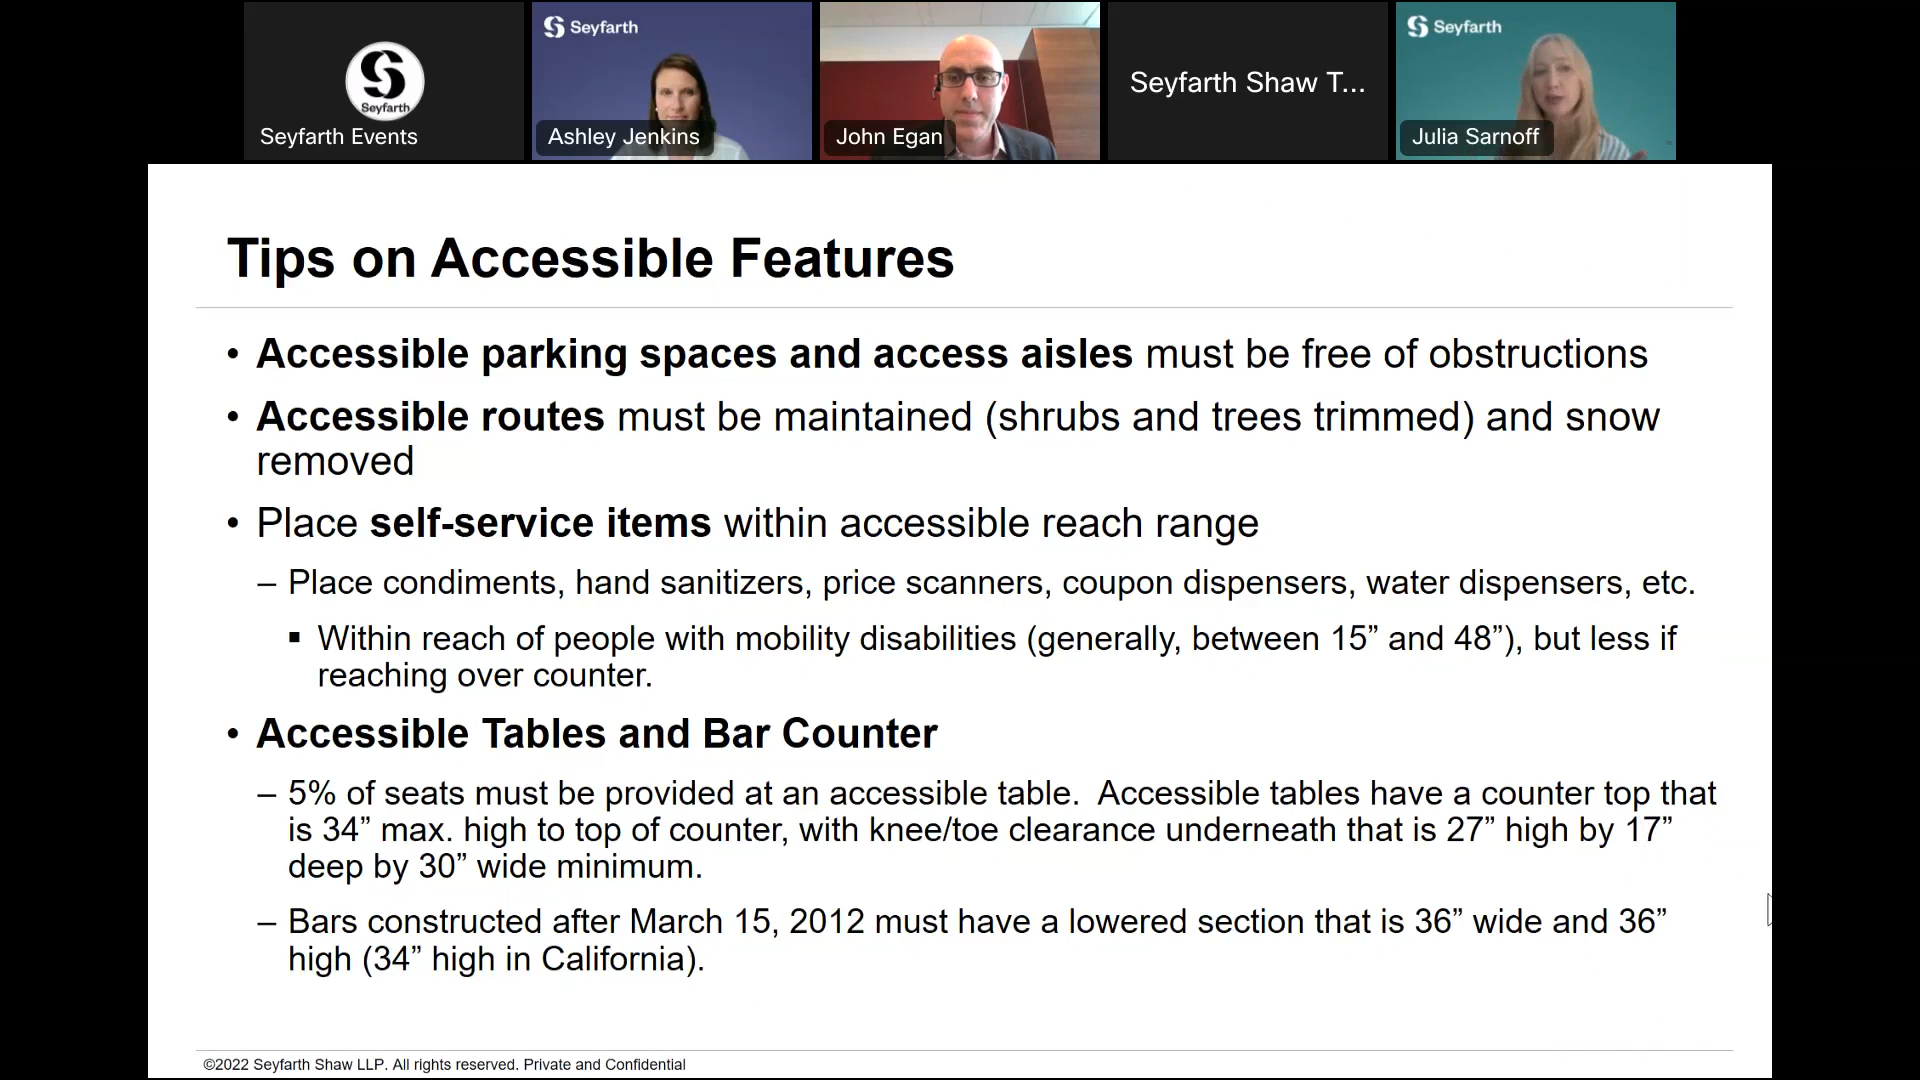 Seyfarth
Seyfarth Events
Seyfarth
Ashley Jenkins
John Egan
Seyfarth Shaw T...
Seyfarth
Julia Sarnoff
Tips on Accessible Features
• Accessible parking spaces and access aisles must be free of obstructions
• Accessible routes must be maintained (shrubs and trees trimmed) and snow
removed
• Place self-service items within accessible reach range
– Place condiments, hand sanitizers, price scanners, coupon dispensers, water dispensers, etc.
▪ Within reach of people with mobility disabilities (generally, between 15” and 48”), but less if
reaching over counter.
• Accessible Tables and Bar Counter
– 5% of seats must be provided at an accessible table.  Accessible tables have a counter top that
is 34” max. high to top of counter, with knee/toe clearance underneath that is 27” high by 17”
deep by 30” wide minimum.
– Bars constructed after March 15, 2012 must have a lowered section that is 36” wide and 36”
high (34” high in California).
©2022 Seyfarth Shaw LLP. All rights reserved. Private and Confidential